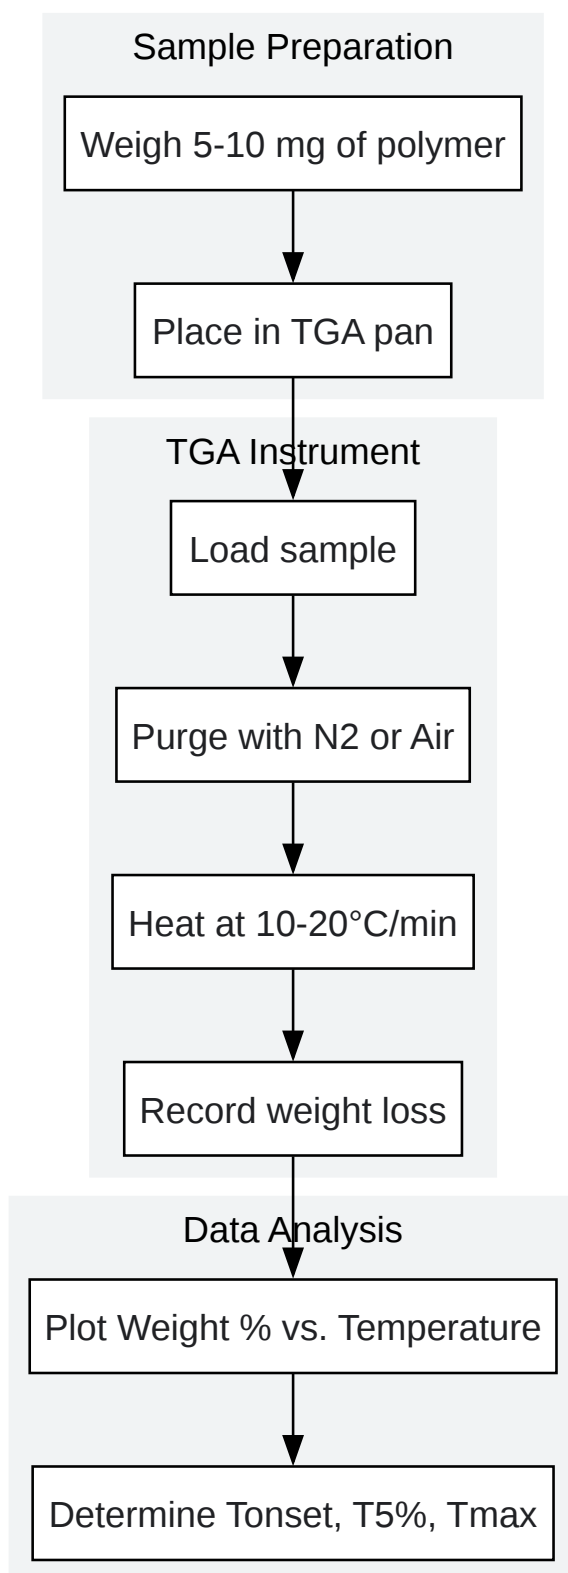 Sample Preparation
Weigh 5-10 mg of polymer
Place in TGA pan
TGA Instrument
Load sample
Purge with N2 or Air
Heat at 10-20°C/min
Record weight loss
Data Analysis
Plot Weight % vs. Temperature
Determine Tonset, T5%, Tmax